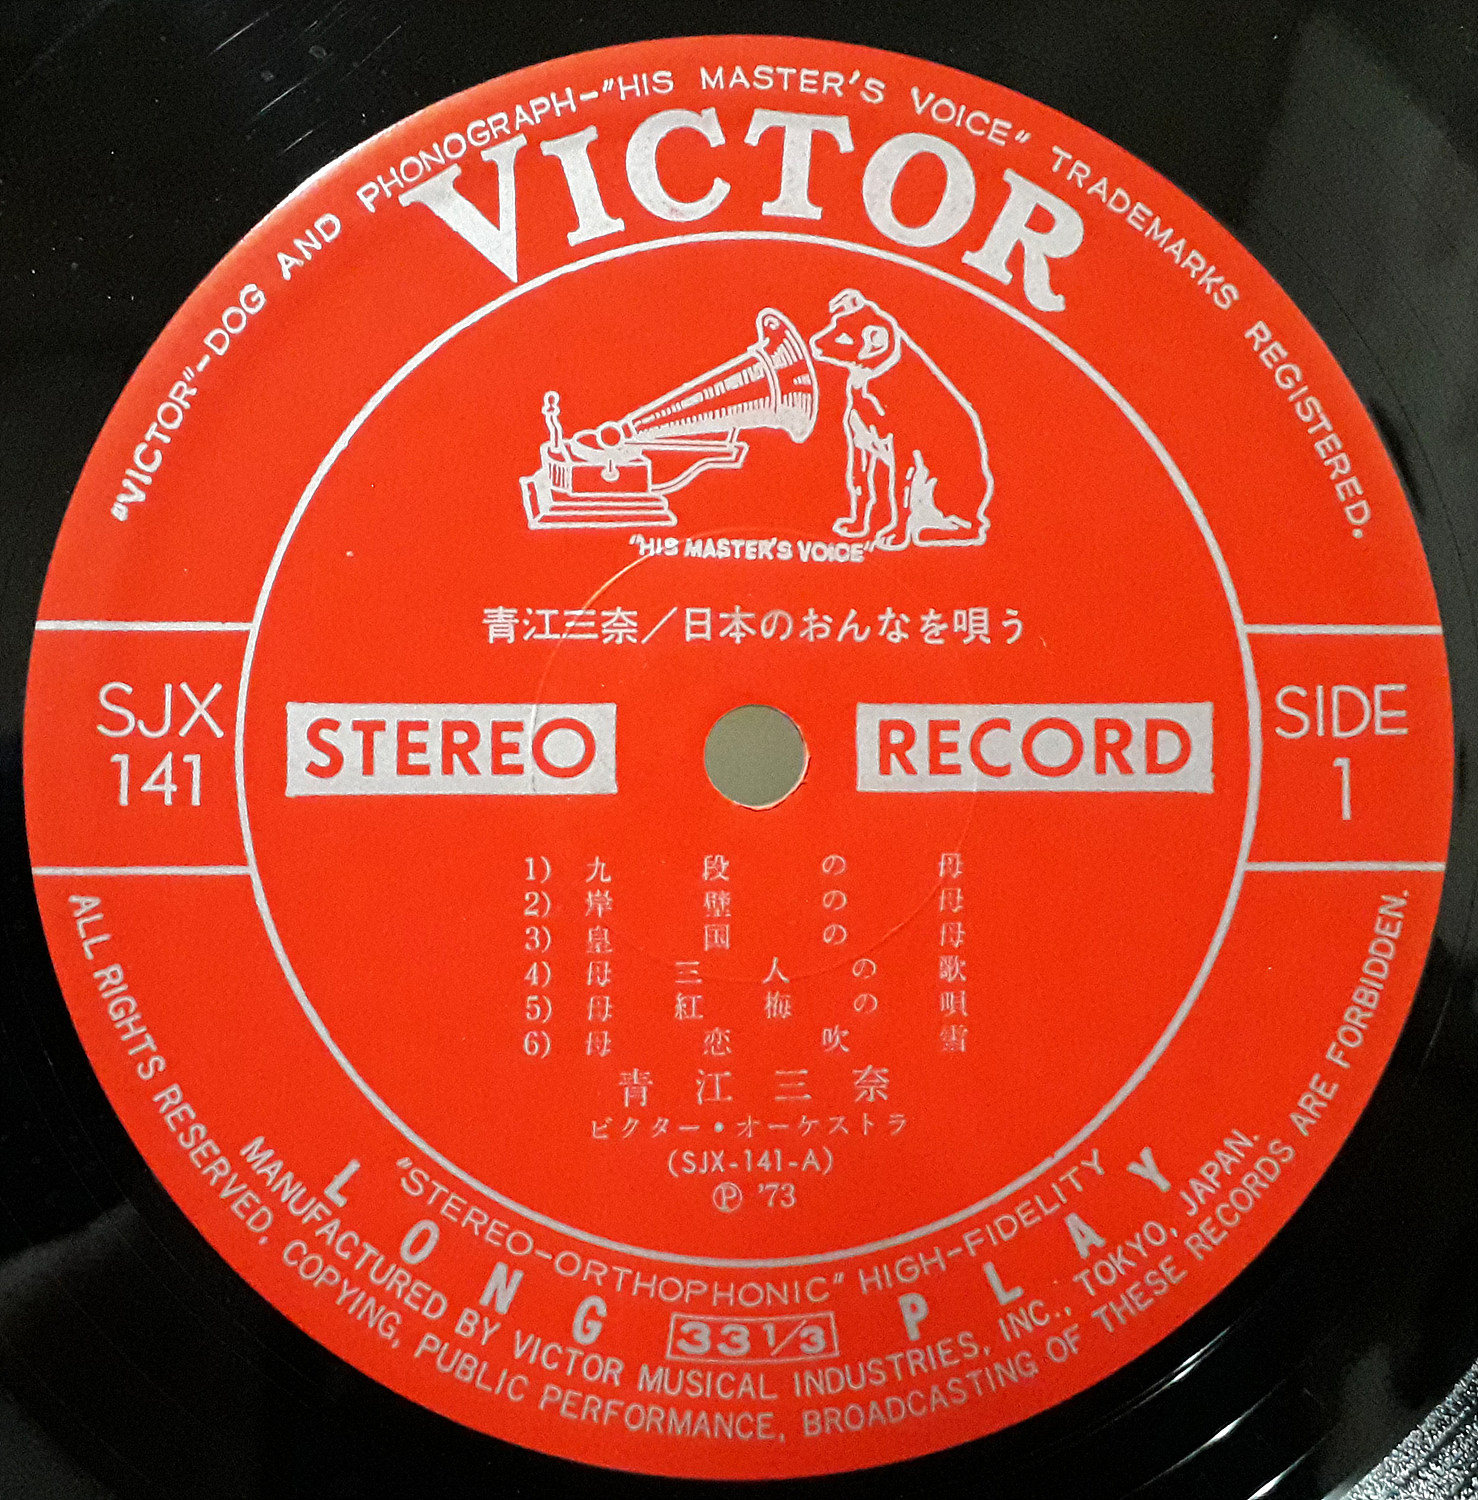 "VICTOR"-DOG AND PHONOGRAPH-"HIS MASTER'S VOICE" TRADEMARKS REGISTERED.
VICTOR
"HIS MASTER'S VOICE"
青江三奈／日本のおんなを唄う
SJX
141
STEREO
RECORD
SIDE
1
1) 九段の母
2) 岸壁の母
3) 皇国の母
4) 母三人の歌
5) 母紅梅の唄
6) 母恋吹雪
青江三奈
ビクター・オーケストラ
(SJX-141-A)
Ⓟ '73
"STEREO-ORTHOPHONIC" HIGH-FIDELITY
LONG 33 1/3 PLAY
MANUFACTURED BY VICTOR MUSICAL INDUSTRIES, INC., TOKYO, JAPAN.
ALL RIGHTS RESERVED. COPYING, PUBLIC PERFORMANCE, BROADCASTING OF THESE RECORDS ARE FORBIDDEN.